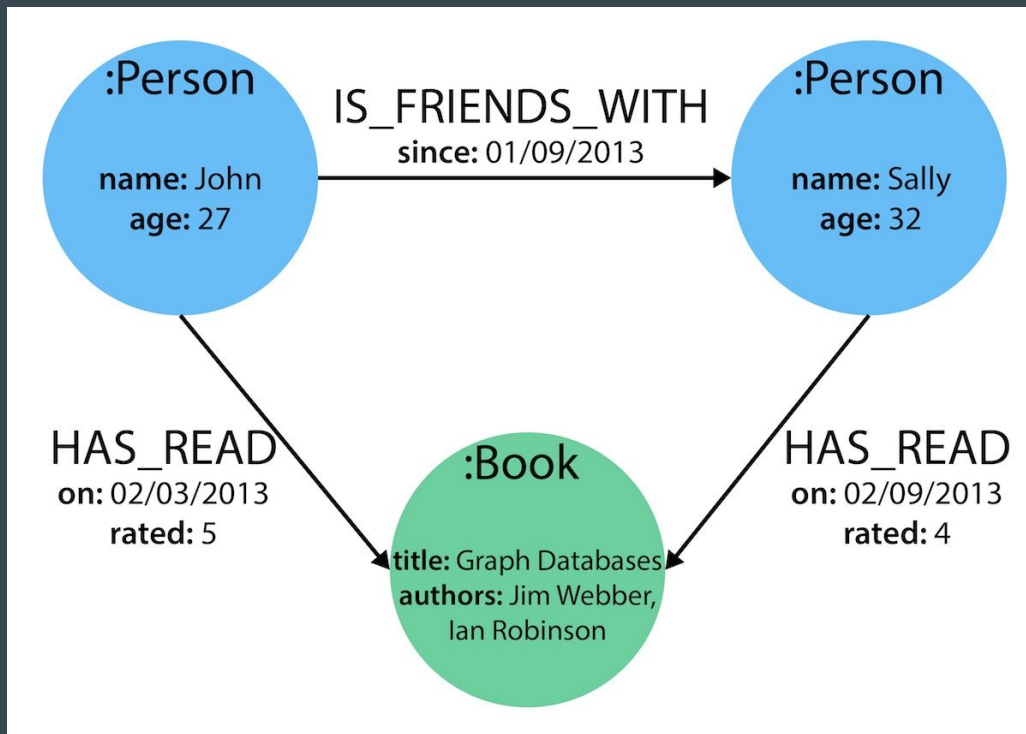 :Person
name: John
age: 27
IS_FRIENDS_WITH
since: 01/09/2013
:Person
name: Sally
age: 32
HAS_READ
on: 02/03/2013
rated: 5
:Book
title: Graph Databases
authors: Jim Webber,
Ian Robinson
HAS_READ
on: 02/09/2013
rated: 4